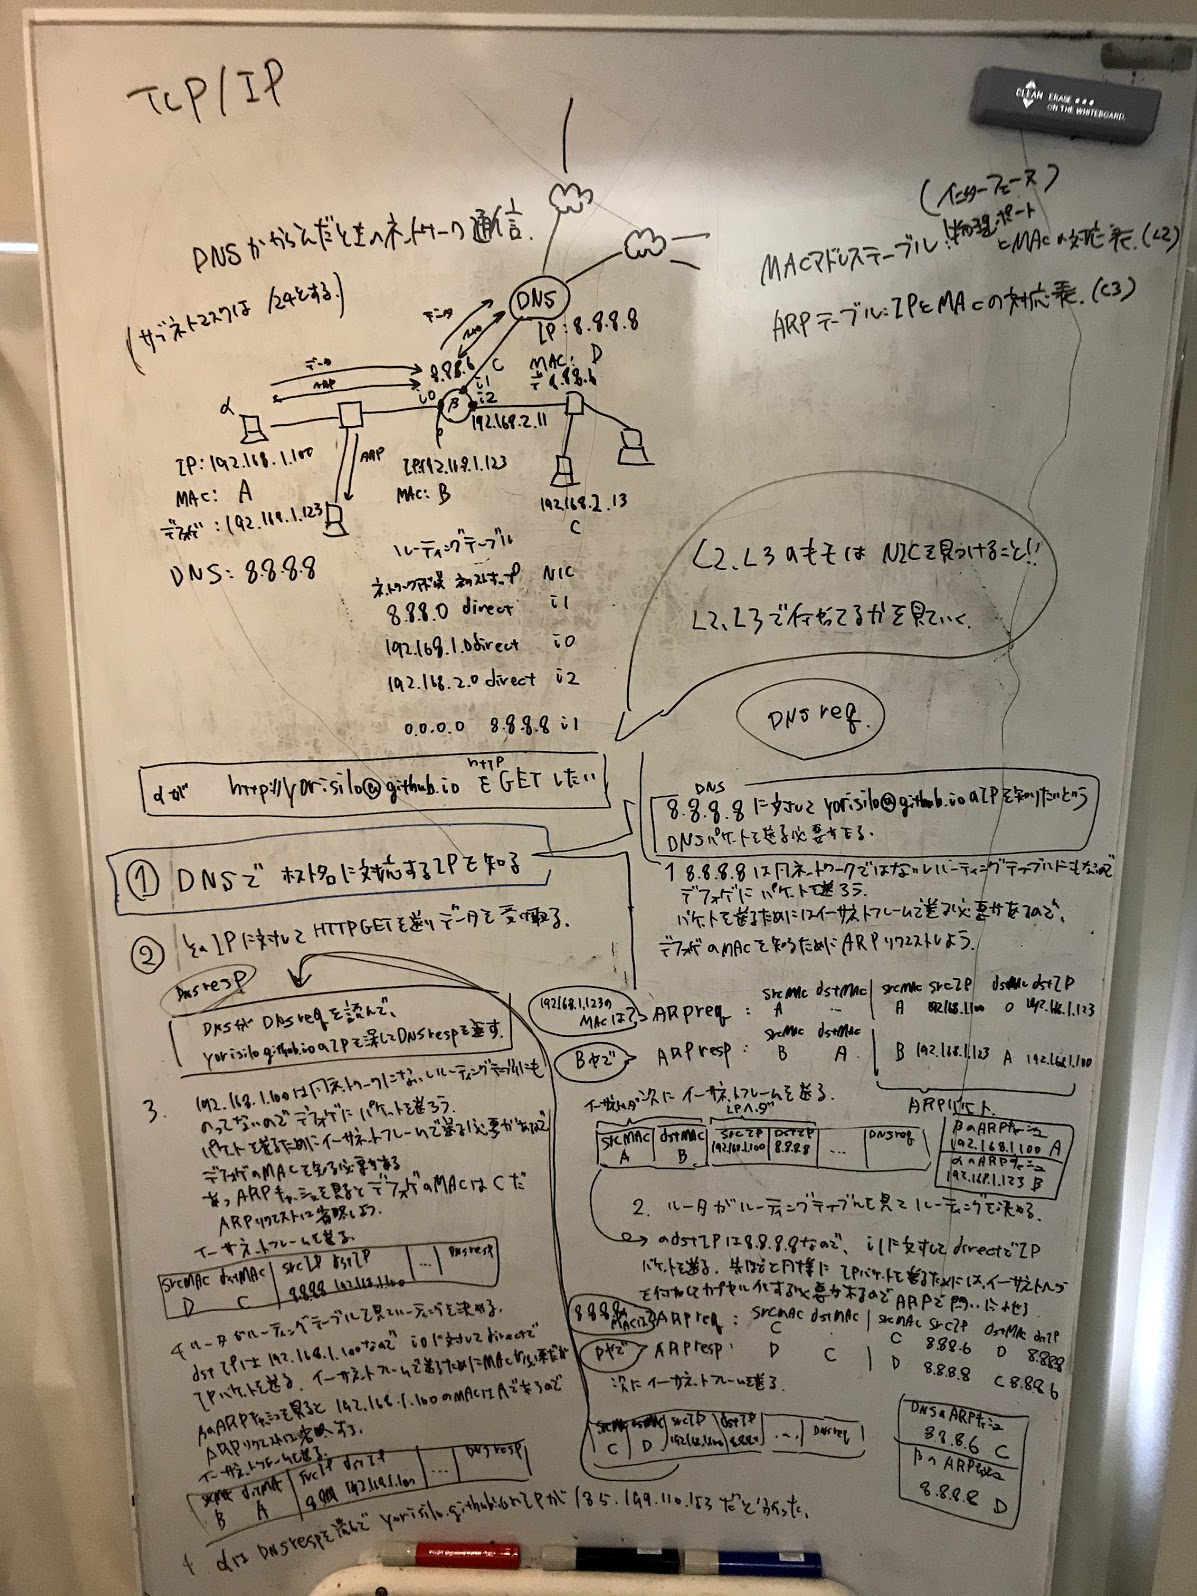 TCP/IP
CLEAN ERASE
ON THE WHITEBOARD.
DNSがからんだときのネットワーク通信.
(サブネットマスクは /24とする.)
(インターフェース)
物理ポート
MACアドレステーブル: とMACの対応表.(L2)
ARPテーブル:IPとMACの対応表.(L3)
DNS
IP:8.8.8.8
MAC: D
デ 8.8.8.6
データ
ARP
データ
ARP
8.8.8.6 C
i1
i0 β i2
192.168.2.11
α
ARP
IP:192.168.1.100
MAC: A
デフォゲ:192.168.1.123
DNS: 8.8.8.8
IP:192.168.1.123
MAC: B
192.168.2.13
C
ルーティングテーブル
ネットワーク宛先 ネクストホップ NIC
8.8.8.0 direct i1
192.168.1.0 direct i0
192.168.2.0 direct i2
0.0.0.0 8.8.8.8 i1
L2,L3のキモは NICを見つけること!!
L2,L3で何やってるかを見ていく.
DNS req.
αが http://yorisilo@github.io を http GETしたい
① DNSで ホスト名に対応するIPを知る
② そのIPに対して HTTP GETを送りデータを受け取る.
DNS
8.8.8.8 に対して yorisilo@github.ioのIPを知りたいという
DNSパケットを送る必要がある.
1 8.8.8.8は同ネットワークではないしルーティングテーブルにもないので
デフォゲに パケットを送ろう.
パケットを送るためにはイーサネットフレームで送る必要があるので、
デフォゲのMACを知るためにARPリクエストしよう.
192.168.1.123の
MACは?
srcMAC dstMAC | srcMAC srcIP dstMAC dstIP
ARP req : A ... | A 192.168.1.100 0 192.168.1.123
srcMAC dstMAC
Bやで
ARP resp : B A | B 192.168.1.123 A 192.168.1.100
ARPパケット
次にイーサネットフレームを送る.
イーサネットヘッダ IPヘッダ
srcMAC dstMAC srcIP dstIP ... DNSreq
A B 192.168.1.100 8.8.8.8
βのARPキャッシュ
192.168.1.100 A
αのARPキャッシュ
192.168.1.123 B
2. ルータがルーティングテーブルを見てルーティングを決める.
dstIPは8.8.8.8なので、i1に対してdirectでIP
パケットを送る. 先ほどと同様に IPパケットを送るためには、イーサネットヘッダ
を付加してカプセル化する必要があるのでARPで問い合わせる
8.8.8.8の
MACは?
ARP req : srcMAC dstMAC | srcMAC srcIP dstMAC dstIP
C | C 8.8.8.6 D 8.8.8.8
Dやで
ARP resp: D C | D 8.8.8.8 C 8.8.8.6
次にイーサネットフレームを送る.
srcMAC dstMAC srcIP dstIP ... DNSreq
C D 192.168.1.100 8.8.8.8
DNSのARPキャッシュ
8.8.8.6 C
βのARPキャッシュ
8.8.8.8 D
DNSresp
DNSが DNSreqを読んで、
yorisilo.github.ioのIPを探してDNSrespを返す.
3. 192.168.1.100は同ネットワークにないしルーティングテーブルにも
のってないのでデフォゲにパケットを送ろう.
パケットを送るためにイーサネットフレームで送る必要があるので
デフォゲのMACを知る必要がある
あっARPキャッシュを見るとデフォゲのMACはCだ
ARPリクエストは省略しよう.
イーサネットフレームを送る.
srcMAC dstMAC srcIP dstIP ... DNSresp
D C 8.8.8.8 192.168.1.100
4 ルータがルーティングテーブルを見てルーティングを決める.
dstIPは192.168.1.100なので i0に対してdirectで
IPパケットを送る. イーサネットフレームで送るためにMACが必要だが
βのARPキャッシュを見ると 192.168.1.100のMACはAであるので
ARPリクエストは省略する.
イーサネットフレームを送る.
srcMAC dstMAC srcIP dstIP ... DNSresp
B A 8.8.8.8 192.168.1.100
αは DNSrespを読んで yorisilo.github.ioのIPが 185.199.110.153だと分かった.